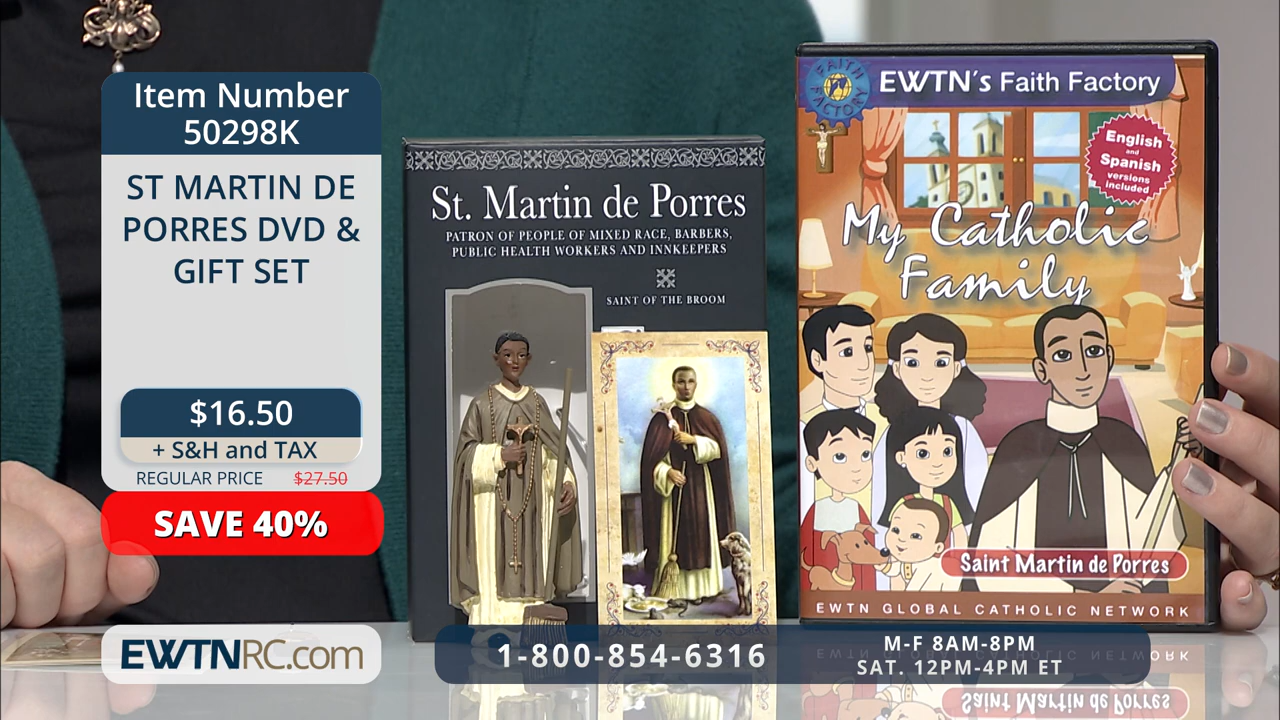 Item Number
50298K
ST MARTIN DE
PORRES DVD &
GIFT SET
$16.50
+ S&H and TAX
REGULAR PRICE $27.50
SAVE 40%
EWTNRC.com
1-800-854-6316
M-F 8AM-8PM
SAT. 12PM-4PM ET
St. Martin de Porres
PATRON OF PEOPLE OF MIXED RACE, BARBERS,
PUBLIC HEALTH WORKERS AND INNKEEPERS
SAINT OF THE BROOM
FAITH
FACTORY
EWTN's Faith Factory
English
and
Spanish
versions
included
My Catholic
Family
Saint Martin de Porres
EWTN GLOBAL CATHOLIC NETWORK